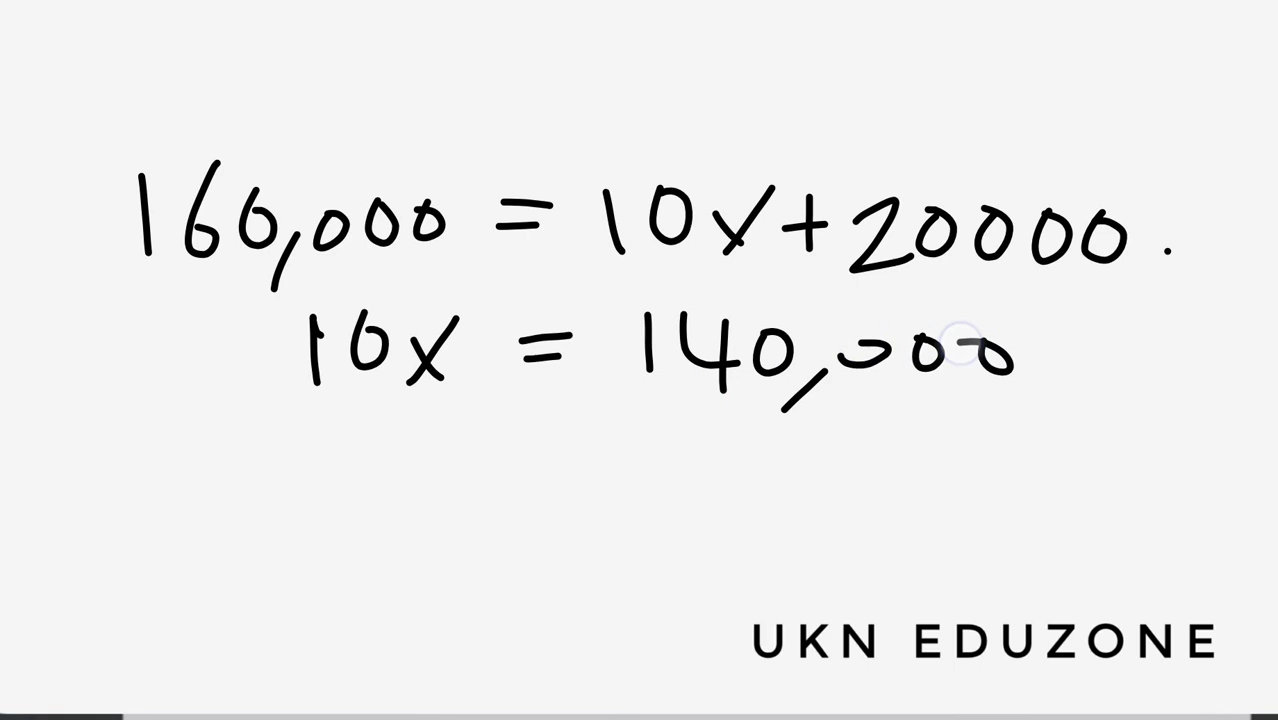 160,000 = 10x + 20000 .
10x = 140,000
UKN EDUZONE